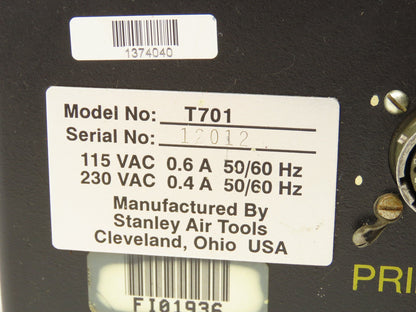 1374040
Model No: T701
Serial No: 12012
115 VAC 0.6 A 50/60 Hz
230 VAC 0.4 A 50/60 Hz
Manufactured By
Stanley Air Tools
Cleveland, Ohio USA
FI01936
PRI